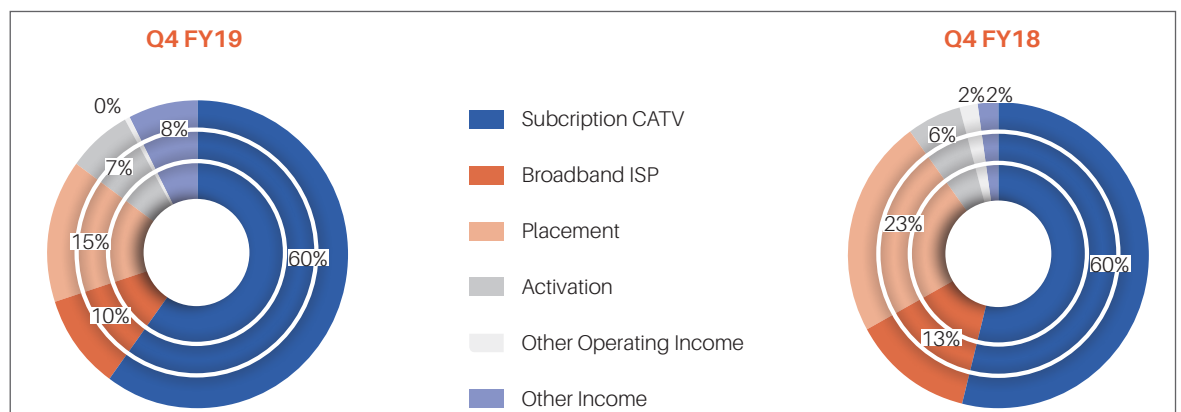 Q4 FY19
Q4 FY18
0%
8%
7%
15%
10%
60%
Subcription CATV
Broadband ISP
Placement
Activation
Other Operating Income
Other Income
2%
2%
6%
23%
13%
60%